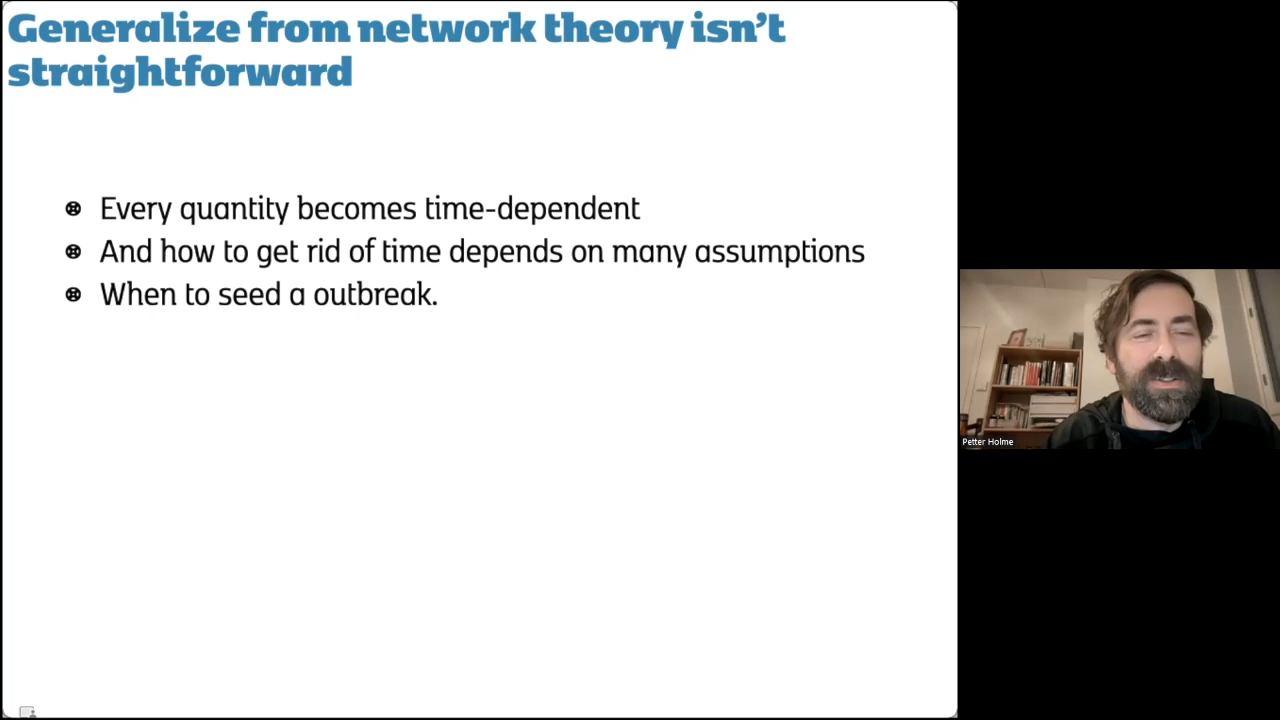 Generalize from network theory isn't
straightforward
Every quantity becomes time-dependent
And how to get rid of time depends on many assumptions
When to seed a outbreak.
Petter Holme